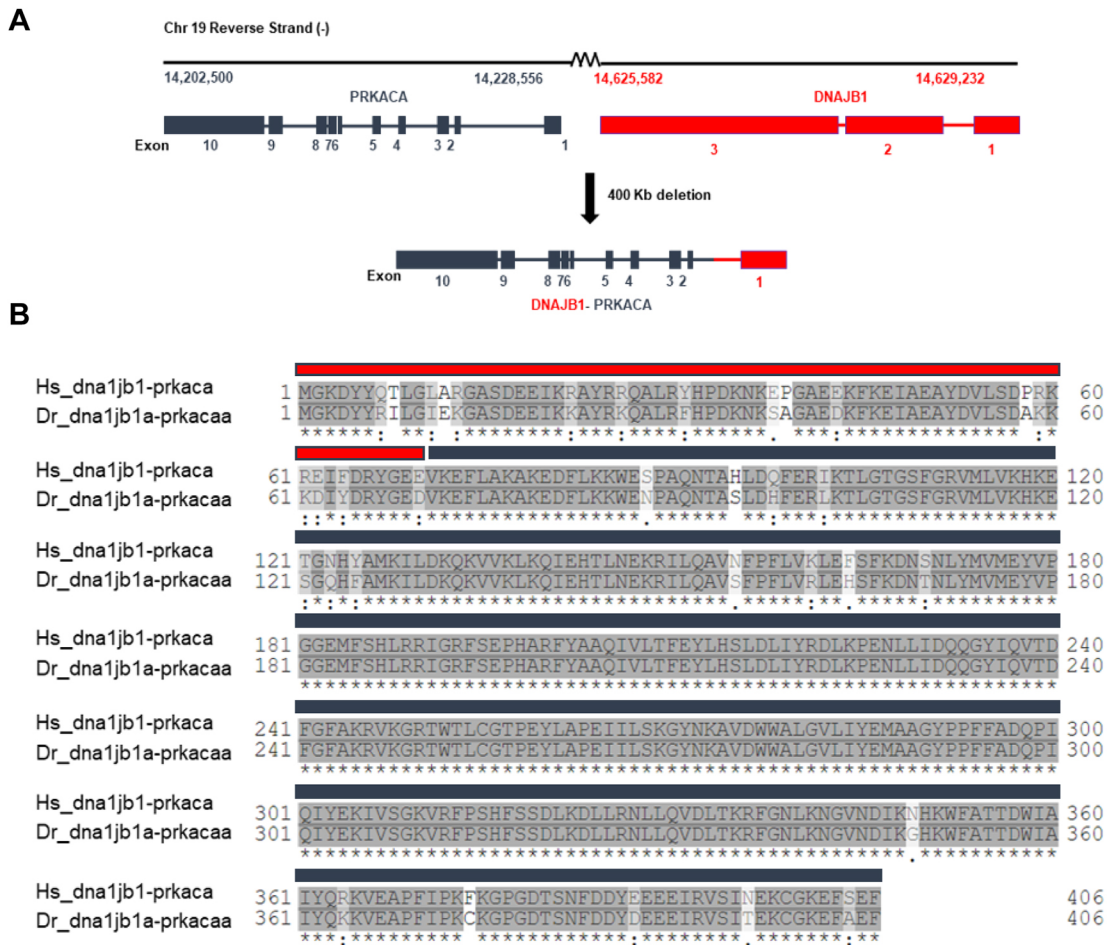 A
Chr 19 Reverse Strand (-)
14,202,500 14,228,556 14,625,582 14,629,232
PRKACA DNAJB1
Exon 10 9 8 7 6 5 4 3 2 1 3 2 1
400 Kb deletion
Exon 10 9 8 7 6 5 4 3 2 1
DNAJB1- PRKACA
B
Hs_dna1jb1-prkaca 1 MGKDYYQTLGLARGASDEEIKRAYRRQALRYHPDKNKEPGAEEKFKEIAEAYDVLSDPRK 60
Dr_dna1jb1a-prkacaa 1 MGKDYYRILGIEKGASDEEIKKAYRKQALRFHPDKNKSAGAEDKFKEIAEAYDVLSDAKK 60
******: **: :********:***:****:******. ***:************** :*
Hs_dna1jb1-prkaca 61 REIFDRYGEEVKEFLAKAKEDFLKKWESPAQNTAHLDQFERIKTLGTGSFGRVMLVKHKE 120
Dr_dna1jb1a-prkacaa 61 KDIYDRYGEDVKEFLAKAKEDFLKKWENPAQNTASLDHFERLKTLGTGSFGRVMLVKHKE 120
::*:*****:*****************.****** **:***:******************
Hs_dna1jb1-prkaca 121 TGNHYAMKILDKQKVVKLKQIEHTLNEKRILQAVNFPFLVKLEFSFKDNSNLYMVMEYVP 180
Dr_dna1jb1a-prkacaa 121 SGQHFAMKILDKQKVVKLKQIEHTLNEKRILQAVSFPFLVRLEHSFKDNTNLYMVMEYVP 180
:*:*:*****************************.*****:**.*****:**********
Hs_dna1jb1-prkaca 181 GGEMFSHLRRIGRFSEPHARFYAAQIVLTFEYLHSLDLIYRDLKPENLLIDQQGYIQVTD 240
Dr_dna1jb1a-prkacaa 181 GGEMFSHLRRIGRFSEPHARFYAAQIVLTFEYLHSLDLIYRDLKPENLLIDQQGYIQVTD 240
************************************************************
Hs_dna1jb1-prkaca 241 FGFAKRVKGRTWTLCGTPEYLAPEIILSKGYNKAVDWWALGVLIYEMAAGYPPFFADQPI 300
Dr_dna1jb1a-prkacaa 241 FGFAKRVKGRTWTLCGTPEYLAPEIILSKGYNKAVDWWALGVLIYEMAAGYPPFFADQPI 300
************************************************************
Hs_dna1jb1-prkaca 301 QIYEKIVSGKVRFPSHFSSDLKDLLRNLLQVDLTKRFGNLKNGVNDIKNHKWFATTDWIA 360
Dr_dna1jb1a-prkacaa 301 QIYEKIVSGKVRFPSHFSSDLKDLLRNLLQVDLTKRFGNLKNGVNDIKGHKWFATTDWIA 360
************************************************.***********
Hs_dna1jb1-prkaca 361 IYQRKVEAPFIPKFKGPGDTSNFDDYEEEEIRVSINEKCGKEFSEF 406
Dr_dna1jb1a-prkacaa 361 IYQKKVEAPFIPKCKGPGDTSNFDDYDEEEIRVSITEKCGKEFAEF 406
***:********* ************:********.*******:**